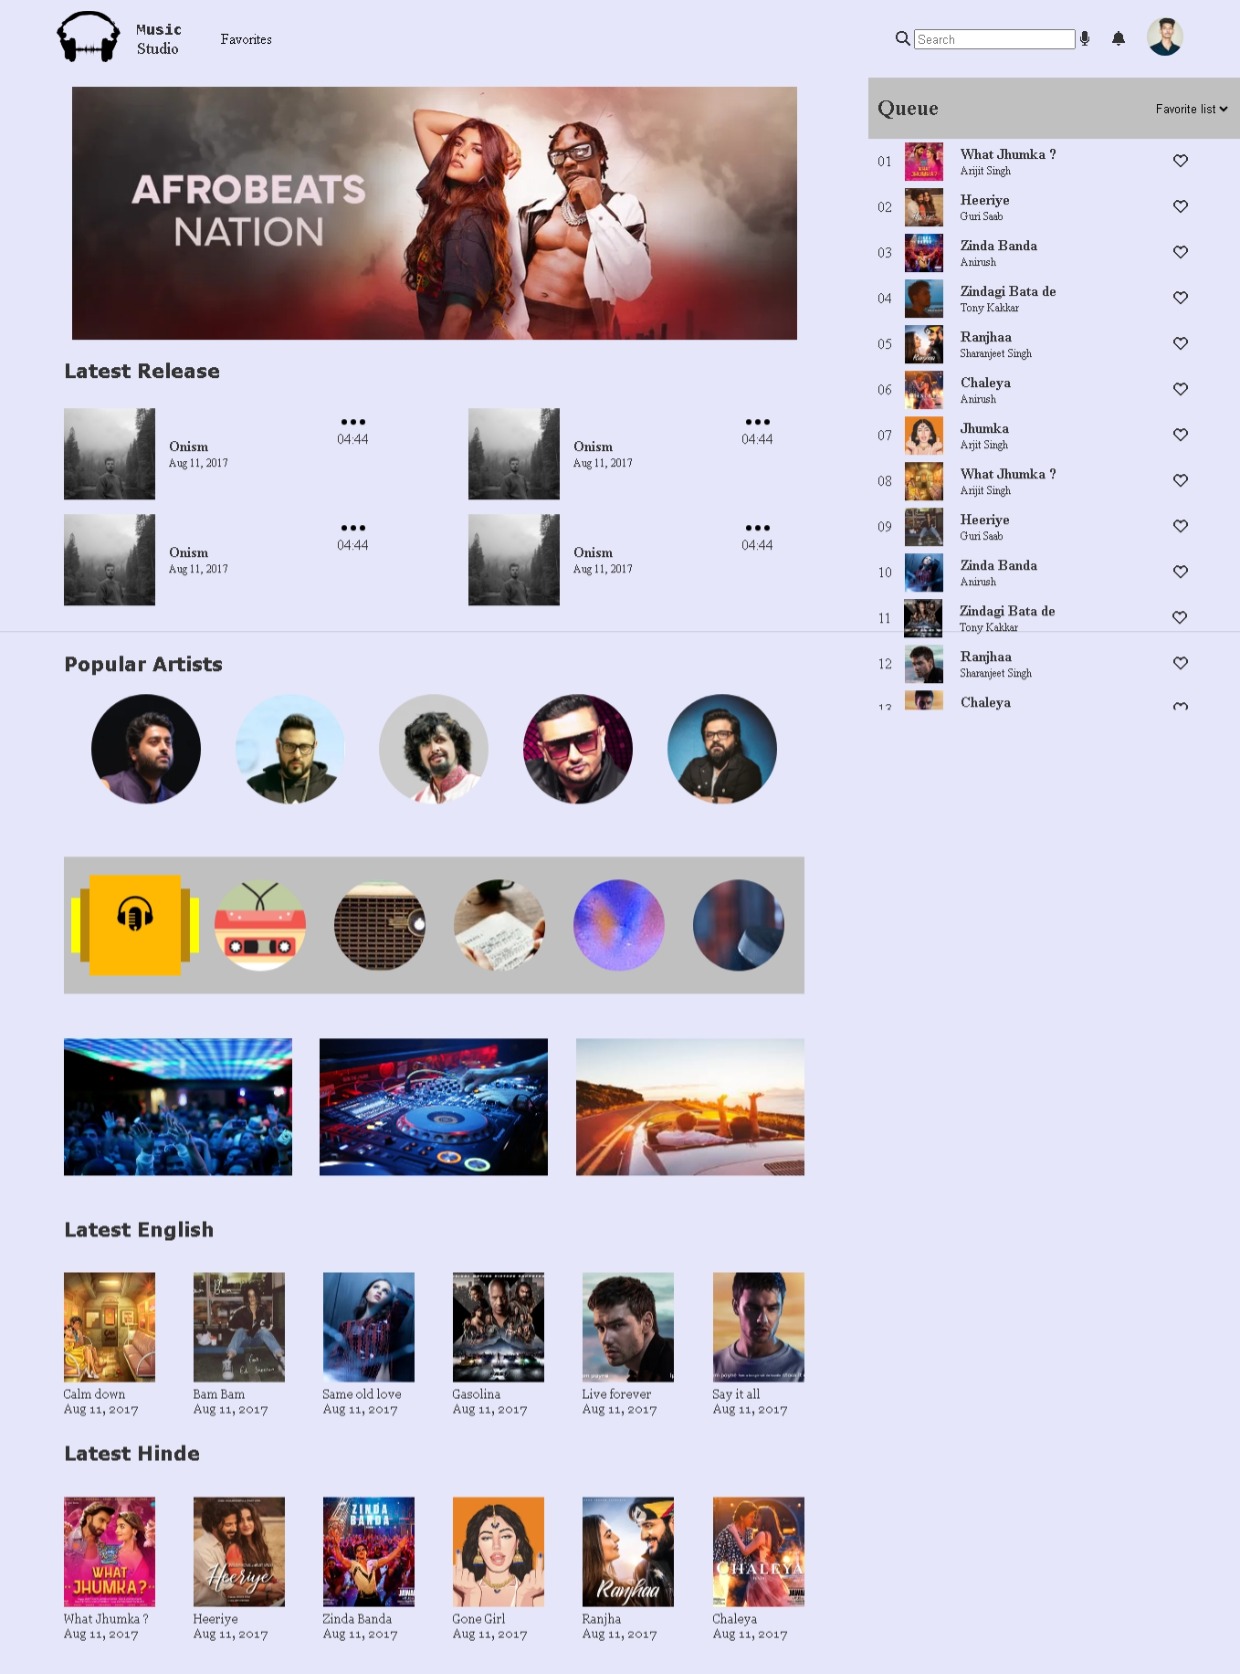 Music
Studio
Favorites
Search
AFROBEATS
NATION
Queue
Favorite list
01
What Jhumka ?
Arijit Singh
02
Heeriye
Guri Saab
03
Zinda Banda
Anirush
04
Zindagi Bata de
Tony Kakkar
05
Ranjhaa
Sharanjeet Singh
06
Chaleya
Anirush
07
Jhumka
Arjit Singh
08
What Jhumka ?
Arijit Singh
09
Heeriye
Guri Saab
10
Zinda Banda
Anirush
11
Zindagi Bata de
Tony Kakkar
12
Ranjhaa
Sharanjeet Singh
13
Chaleya
Latest Release
Onism
Aug 11, 2017
04:44
Onism
Aug 11, 2017
04:44
Onism
Aug 11, 2017
04:44
Onism
Aug 11, 2017
04:44
Popular Artists
Latest English
Calm down
Aug 11, 2017
Bam Bam
Aug 11, 2017
Same old love
Aug 11, 2017
Gasolina
Aug 11, 2017
Live forever
Aug 11, 2017
Say it all
Aug 11, 2017
Latest Hinde
WHAT
JHUMKA?
What Jhumka ?
Aug 11, 2017
Heeriye
Heeriye
Aug 11, 2017
ZINDA
BANDA
Zinda Banda
Aug 11, 2017
Gone Girl
Aug 11, 2017
Ranjhaa
Ranjha
Aug 11, 2017
CHALEYA
Chaleya
Aug 11, 2017